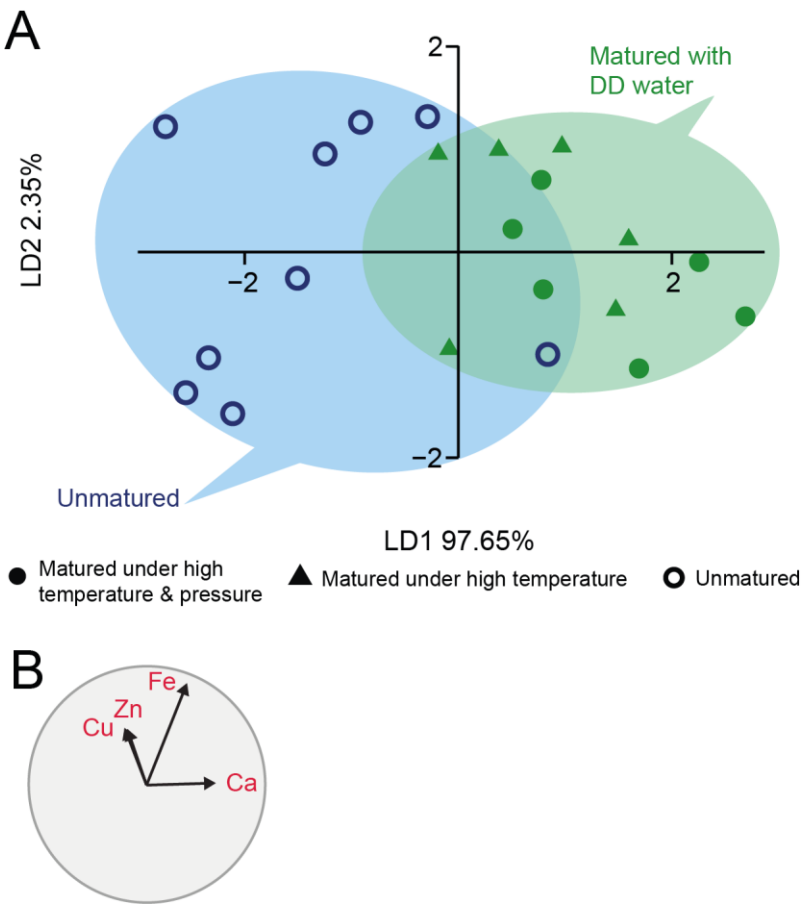 A
2
Matured with
DD water
LD2 2.35%
−2
2
−2
Unmatured
LD1 97.65%
Matured under high
temperature & pressure
Matured under high temperature
Unmatured
B
Fe
Zn
Cu
Ca